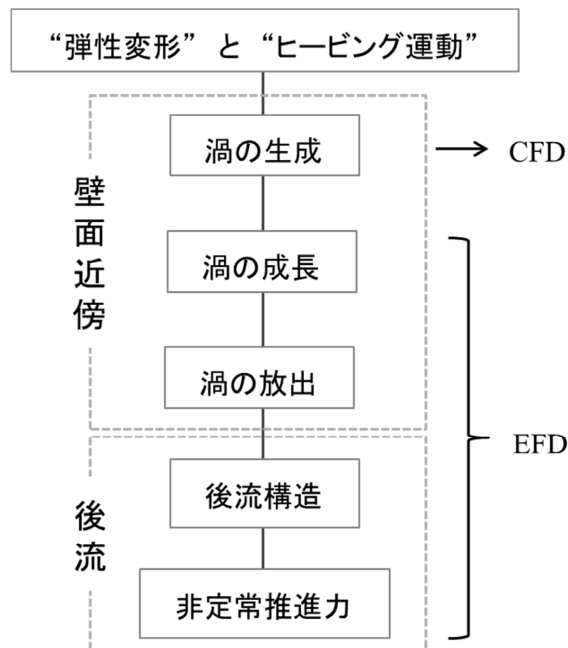 “弾性変形” と “ヒービング運動”
渦の生成
CFD
壁面近傍
渦の成長
渦の放出
EFD
後流構造
後流
非定常推進力